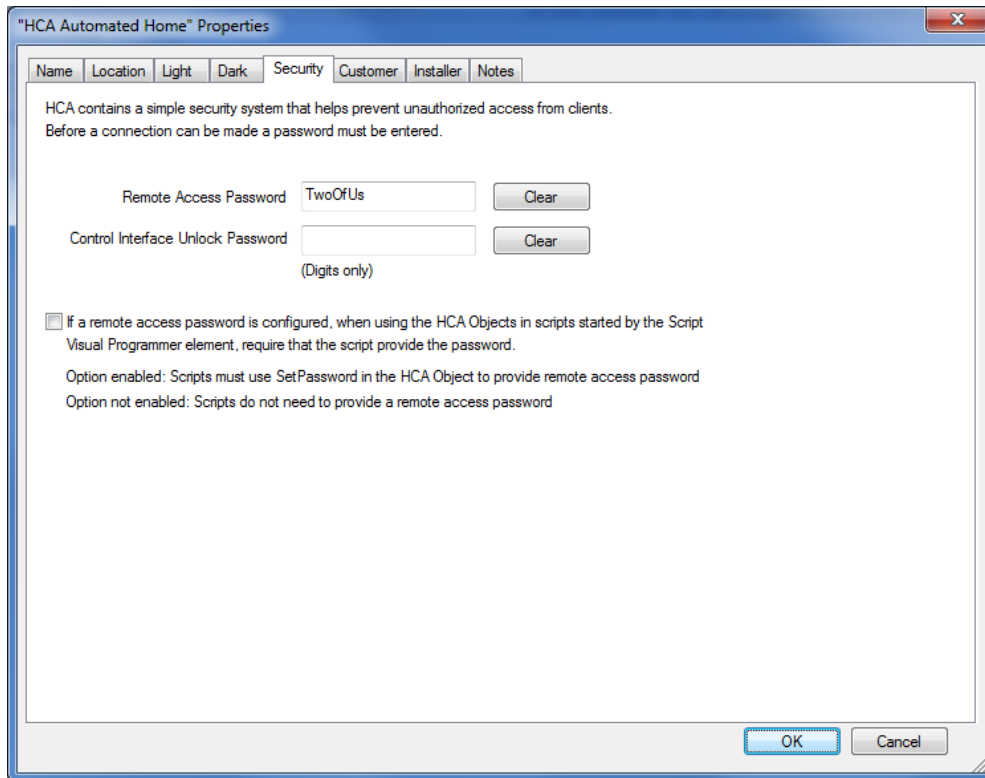 "HCA Automated Home" Properties
Name Location Light Dark Security Customer Installer Notes
HCA contains a simple security system that helps prevent unauthorized access from clients.
Before a connection can be made a password must be entered.
Remote Access Password TwoOfUs Clear
Control Interface Unlock Password Clear
(Digits only)
If a remote access password is configured, when using the HCA Objects in scripts started by the Script
Visual Programmer element, require that the script provide the password.
Option enabled: Scripts must use SetPassword in the HCA Object to provide remote access password
Option not enabled: Scripts do not need to provide a remote access password
OK Cancel